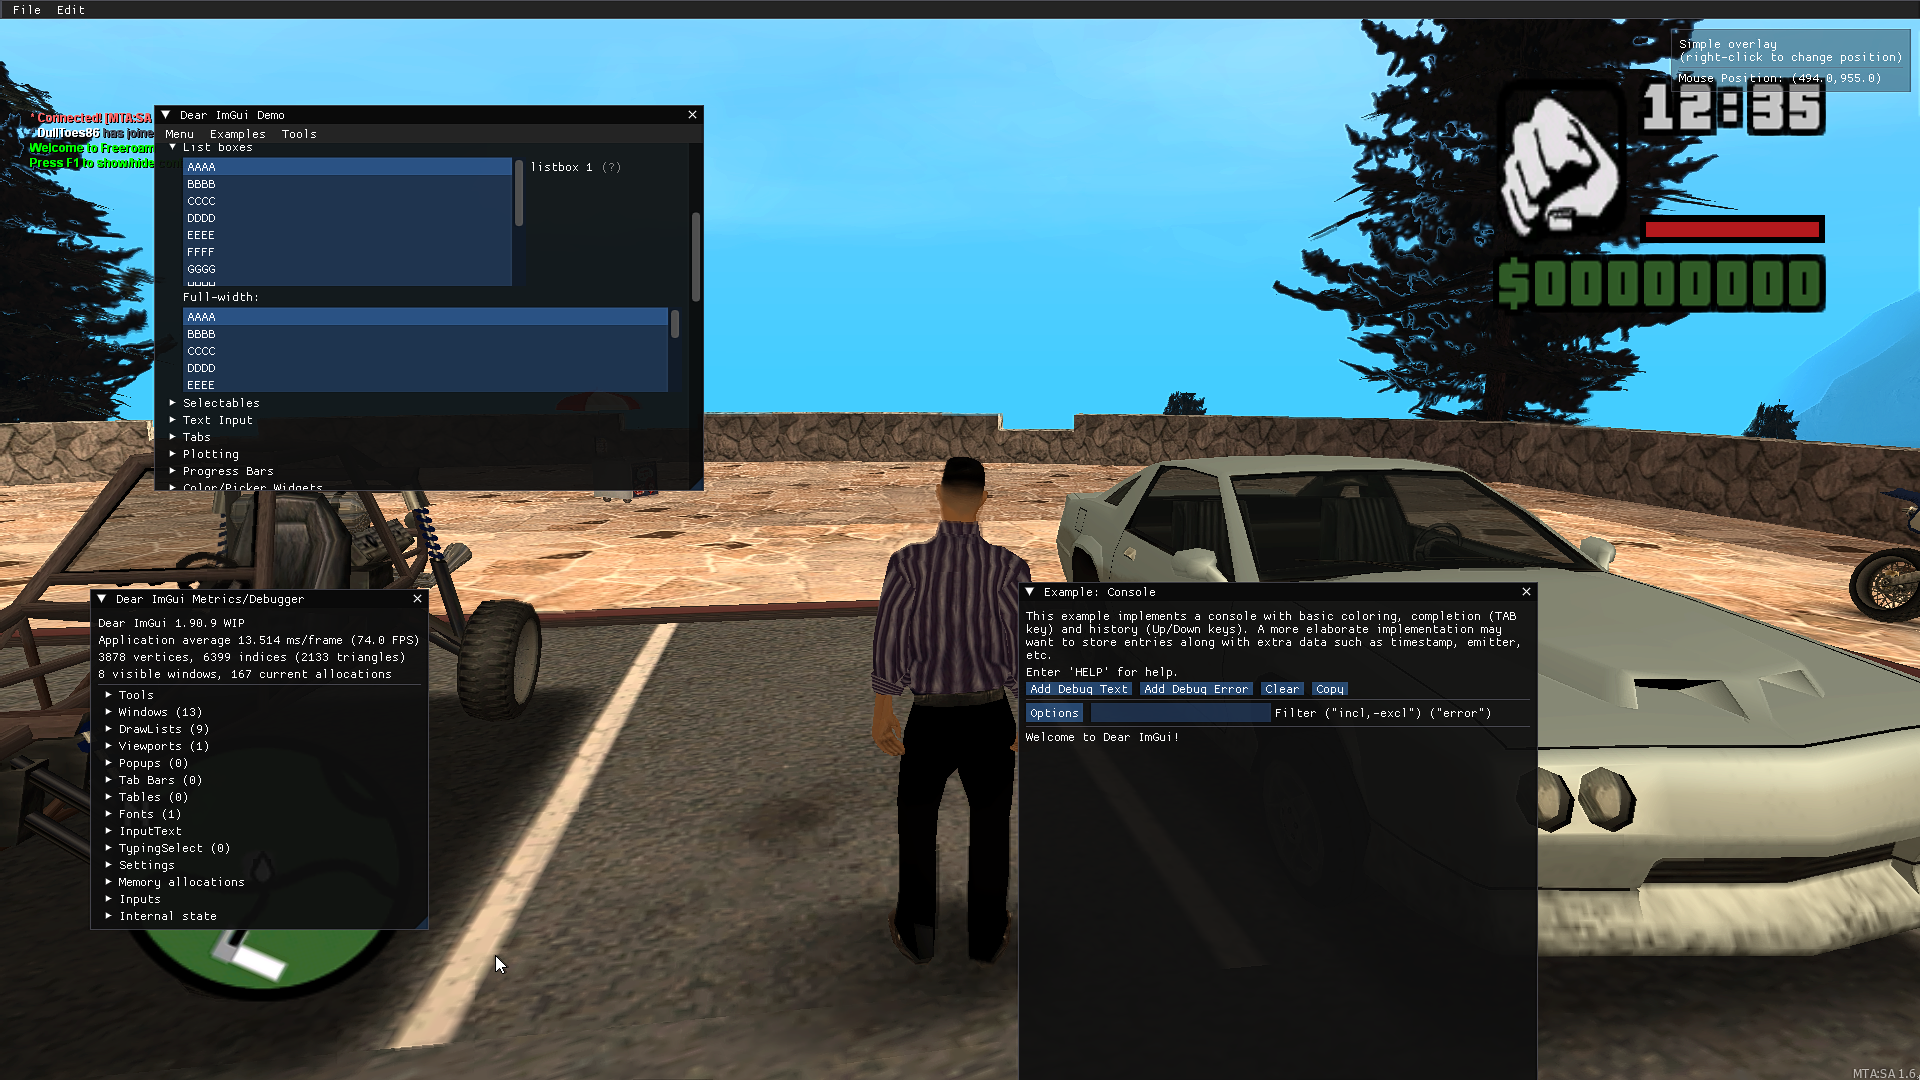 File Edit
Simple overlay
(right-click to change position)
Mouse Position: (494.0,955.0)
12:35
$00000000
* Connected! [MTA:SA
* DullToes86 has joine
Welcome to Freeroam
Press F1 to show/hide
Dear ImGui Demo
Menu Examples Tools
List boxes
AAAA
BBBB
CCCC
DDDD
EEEE
FFFF
GGGG
listbox 1 (?)
Full-width:
AAAA
BBBB
CCCC
DDDD
EEEE
Selectables
Text Input
Tabs
Plotting
Progress Bars
Color/Picker Widgets
Dear ImGui Metrics/Debugger
Dear ImGui 1.90.9 WIP
Application average 13.514 ms/frame (74.0 FPS)
3878 vertices, 6399 indices (2133 triangles)
8 visible windows, 167 current allocations
Tools
Windows (13)
DrawLists (9)
Viewports (1)
Popups (0)
Tab Bars (0)
Tables (0)
Fonts (1)
InputText
TypingSelect (0)
Settings
Memory allocations
Inputs
Internal state
Example: Console
This example implements a console with basic coloring, completion (TAB
key) and history (Up/Down keys). A more elaborate implementation may
want to store entries along with extra data such as timestamp, emitter,
etc.
Enter 'HELP' for help.
Add Debug Text Add Debug Error Clear Copy
Options Filter ("incl,-excl") ("error")
Welcome to Dear ImGui!
MTA:SA 1.6.